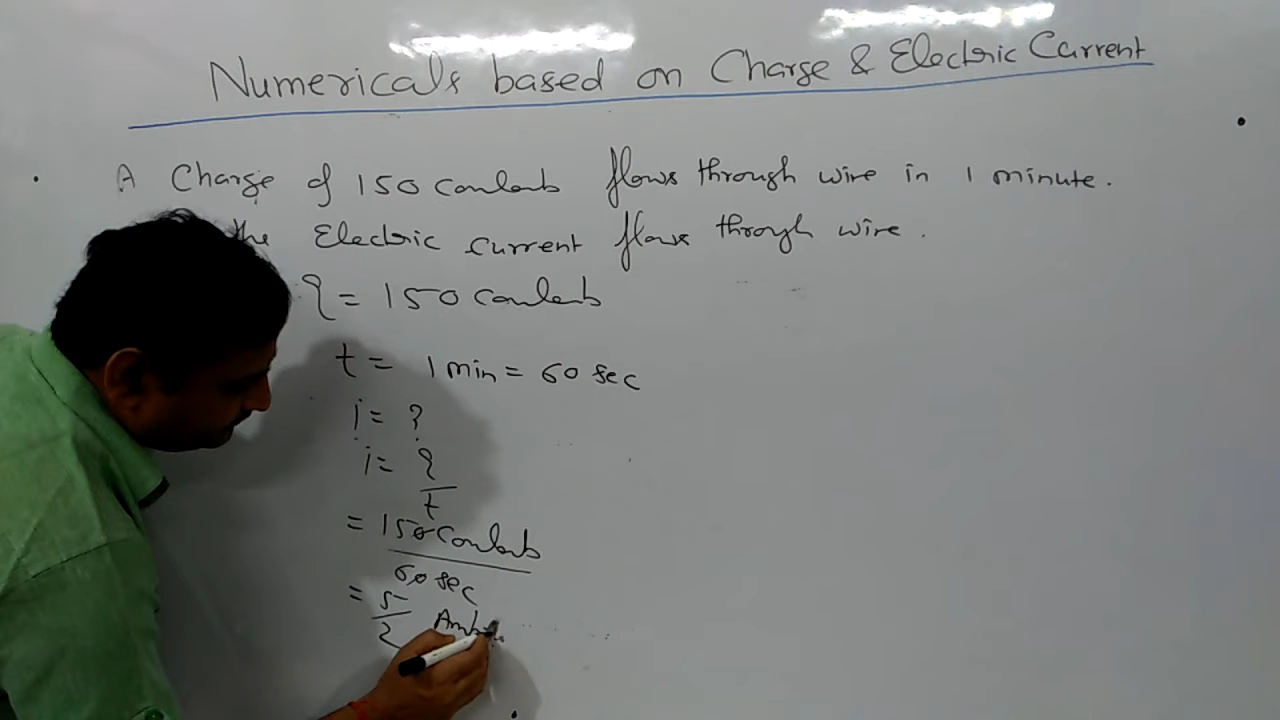 Numericals based on Charge & Electric Current
A Charge of 150 Coulomb flows through wire in 1 minute.
the Electric Current flows through wire.
q = 150 Coulomb
t = 1 min = 60 sec
i = ?
i = q
t
= 150 Coulomb
60 sec
= 5
2